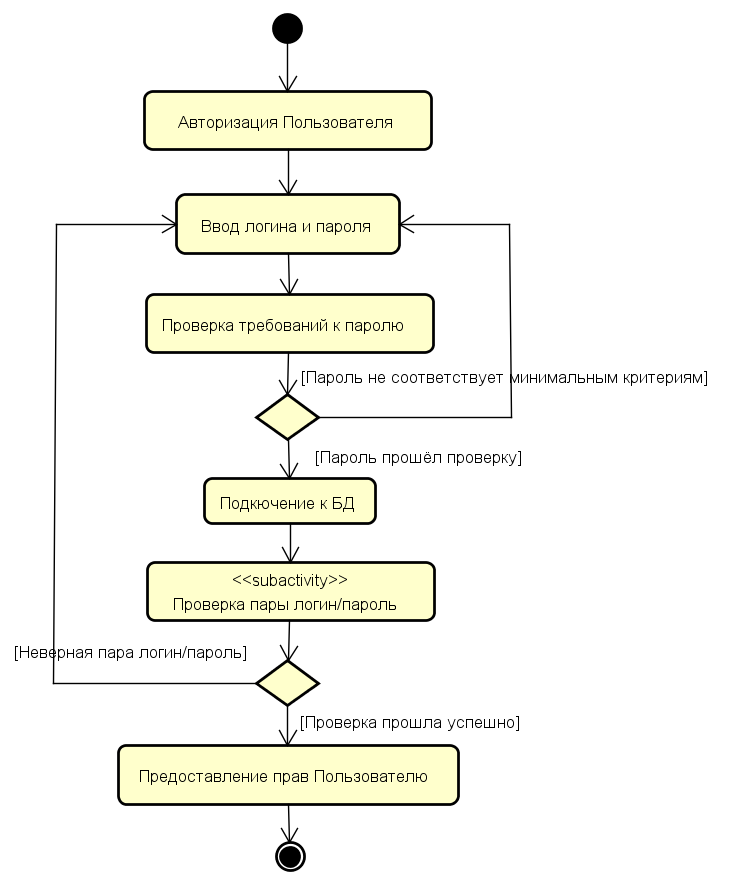 Авторизация Пользователя
Ввод логина и пароля
Проверка требований к паролю
[Пароль не соответствует минимальным критериям]
[Пароль прошёл проверку]
Подкючение к БД
<<subactivity>>
Проверка пары логин/пароль
[Неверная пара логин/пароль]
[Проверка прошла успешно]
Предоставление прав Пользователю